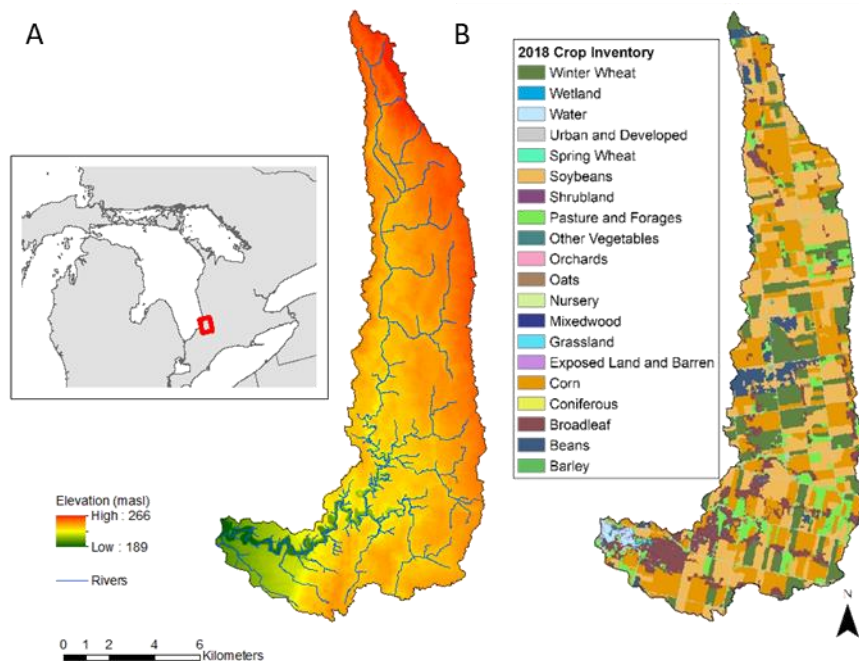 A
B
2018 Crop Inventory
Winter Wheat
Wetland
Water
Urban and Developed
Spring Wheat
Soybeans
Shrubland
Pasture and Forages
Other Vegetables
Orchards
Oats
Nursery
Mixedwood
Grassland
Exposed Land and Barren
Corn
Coniferous
Broadleaf
Beans
Barley
Elevation (masl)
High : 266
Low : 189
Rivers
0 1 2 4 6
Kilometers
N